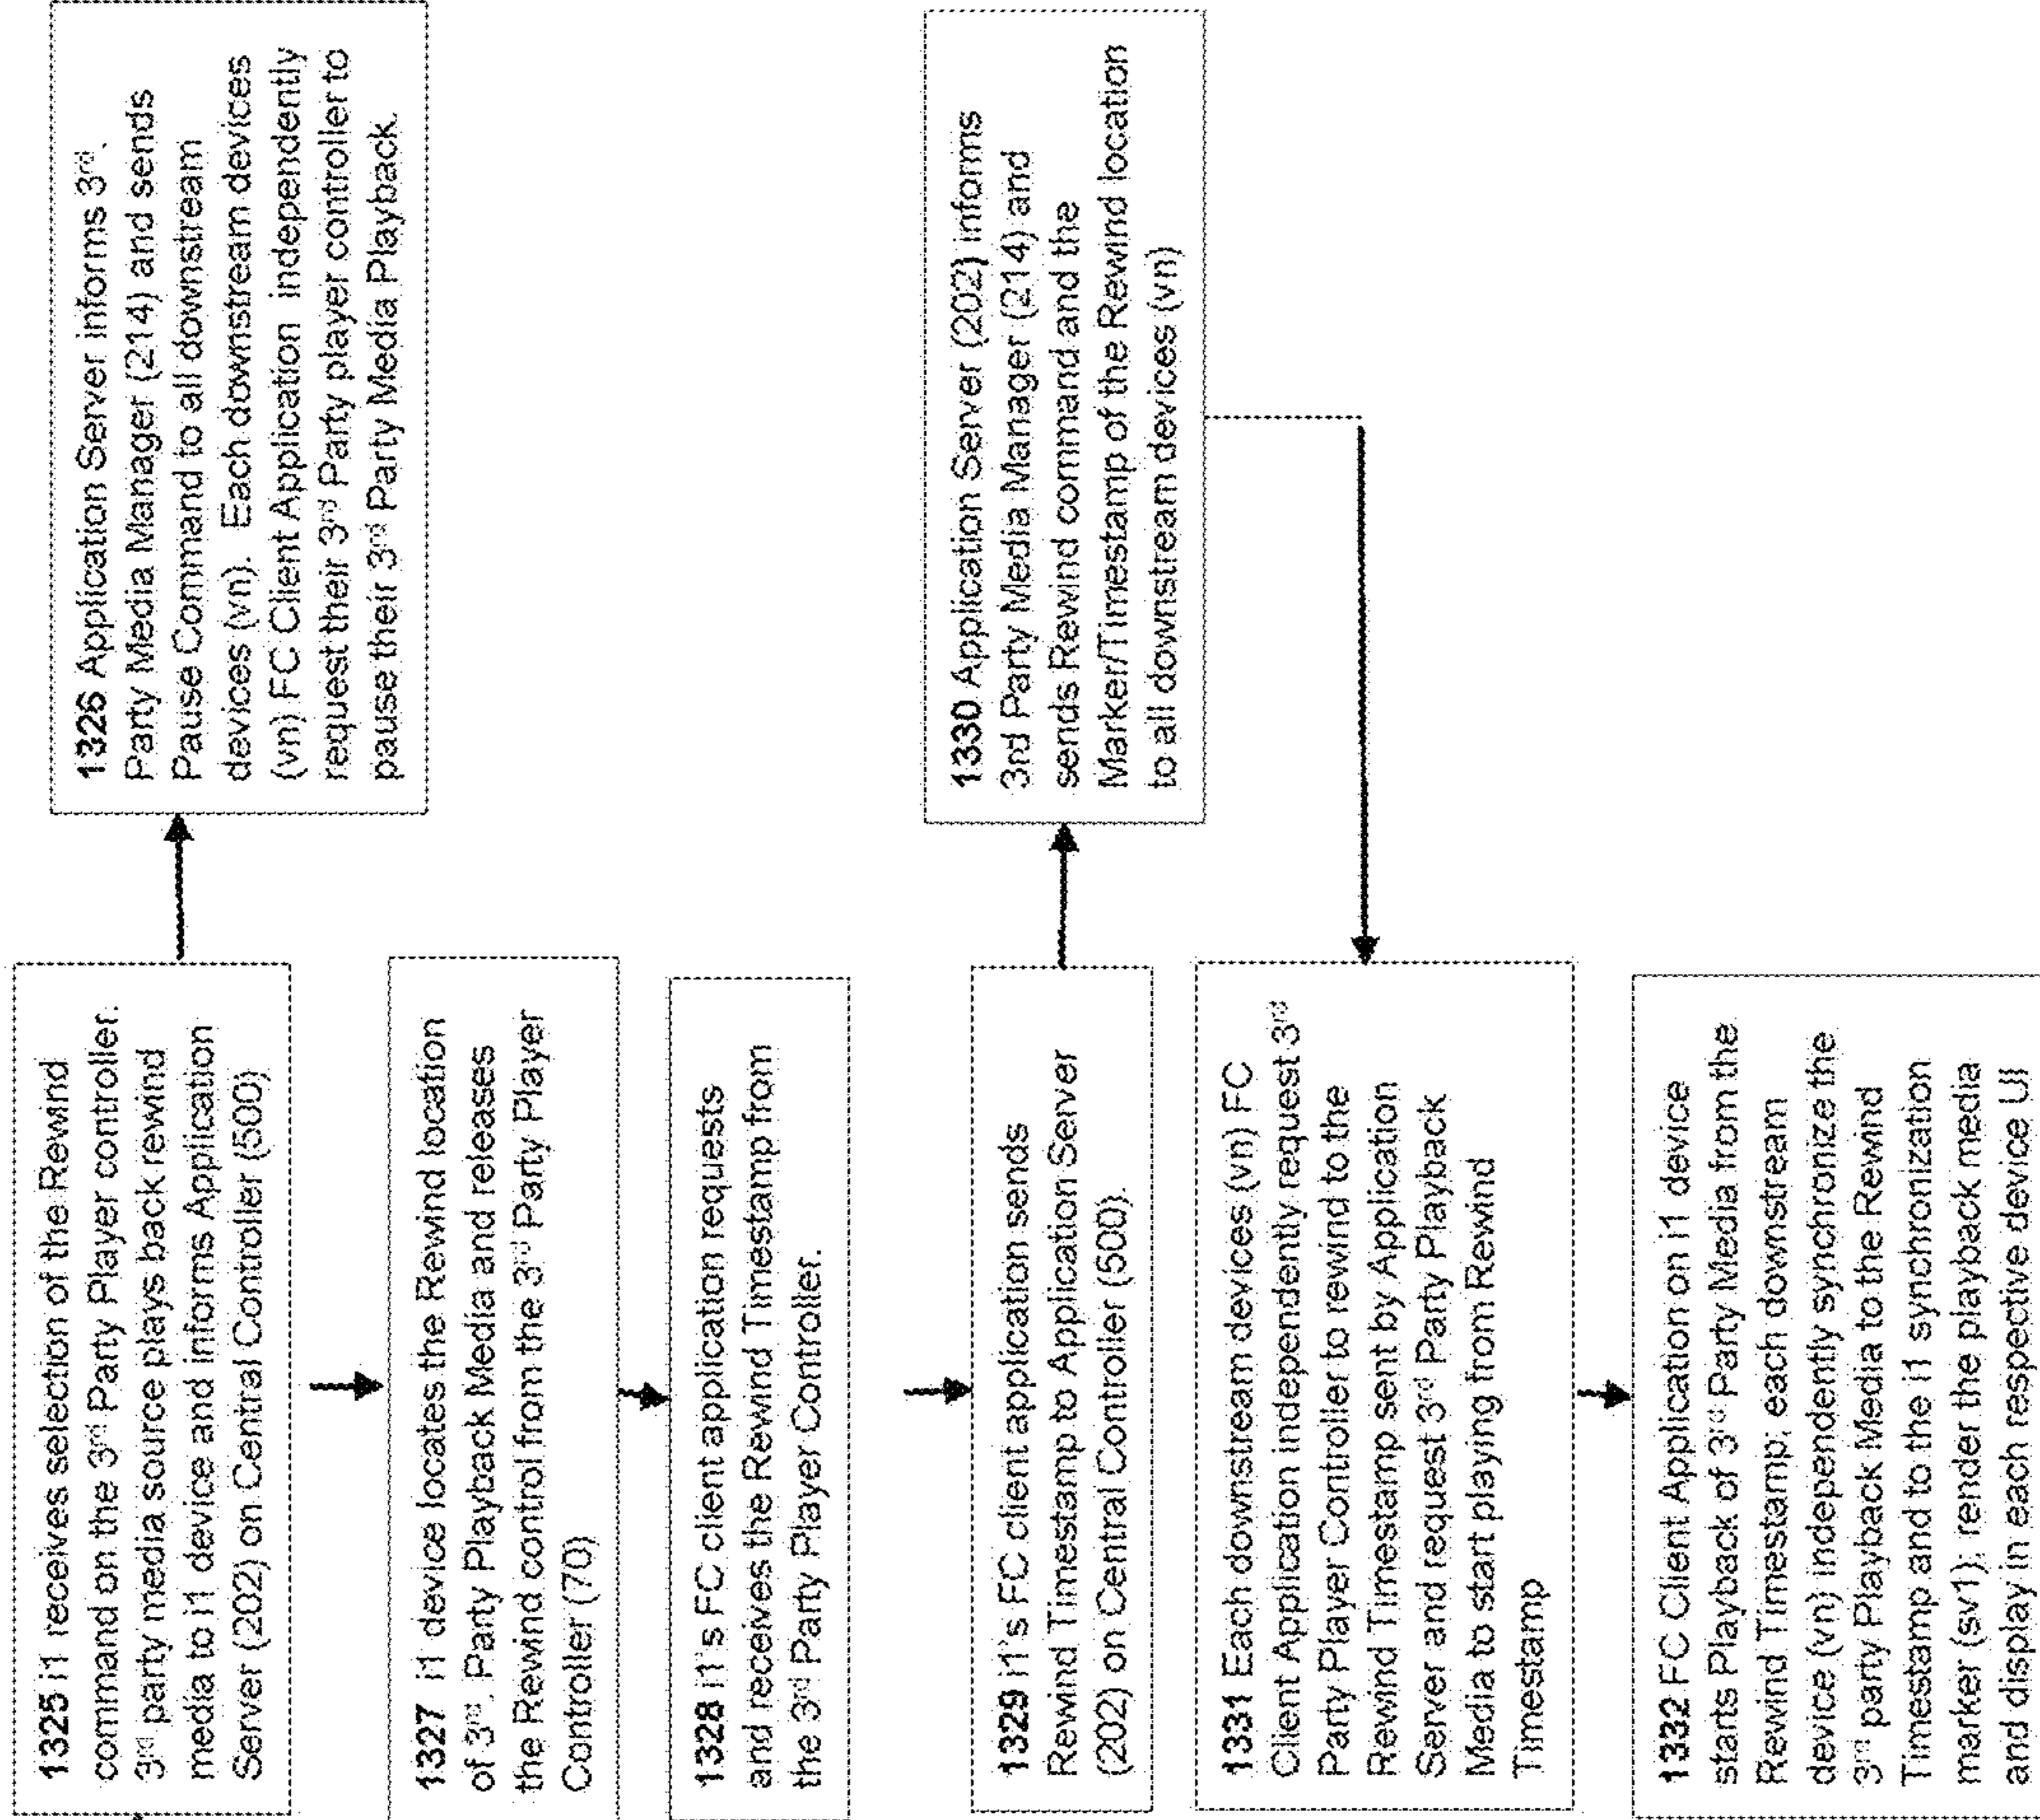 1325 i1 receives selection of the Rewind
command on the 3rd Party Player controller.
3rd party media source plays back rewind
media to i1 device and informs Application
Server (202) on Central Controller (500)
1326 Application Server informs 3rd.
Party Media Manager (214) and sends
Pause Command to all downstream
devices (vn). Each downstream devices
(vn) FC Client Application independently
request their 3rd Party player controller to
pause their 3rd Party Media Playback.
1327 i1 device locates the Rewind location
of 3rd. Party Playback Media and releases
the Rewind control from the 3rd Party Player
Controller (70)
1328 i1's FC client application requests
and receives the Rewind Timestamp from
the 3rd Party Player Controller.
1329 i1's FC client application sends
Rewind Timestamp to Application Server
(202) on Central Controller (500).
1330 Application Server (202) informs
3rd Party Media Manager (214) and
sends Rewind command and the
Marker/Timestamp of the Rewind location
to all downstream devices (vn)
1331 Each downstream devices (vn) FC
Client Application independently request 3rd
Party Player Controller to rewind to the
Rewind Timestamp sent by Application
Server and request 3rd Party Playback
Media to start playing from Rewind
Timestamp
1332 FC Client Application on i1 device
starts Playback of 3rd Party Media from the
Rewind Timestamp; each downstream
device (vn) independently synchronize the
3rd party Playback Media to the Rewind
Timestamp and to the i1 synchronization
marker (sv1); render the playback media
and display in each respective device UI